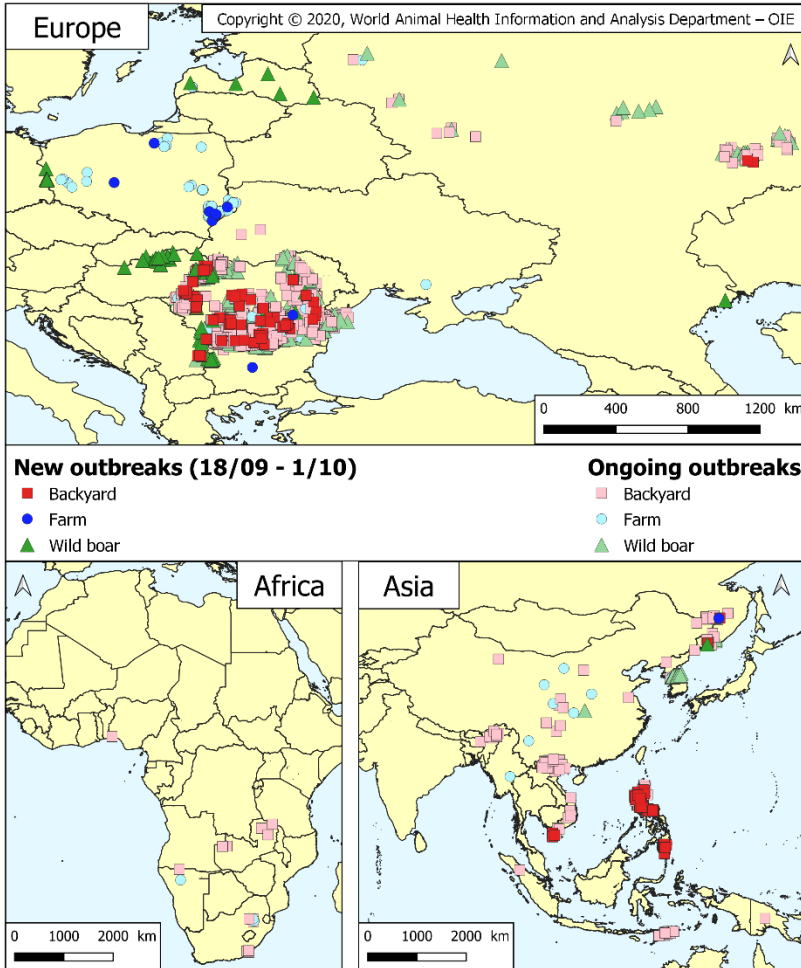 Europe
Copyright © 2020, World Animal Health Information and Analysis Department – OIE
0 400 800 1200 km
New outbreaks (18/09 - 1/10)
Backyard
Farm
Wild boar
Ongoing outbreaks
Backyard
Farm
Wild boar
Africa
0 1000 2000 km
Asia
0 1000 2000 km